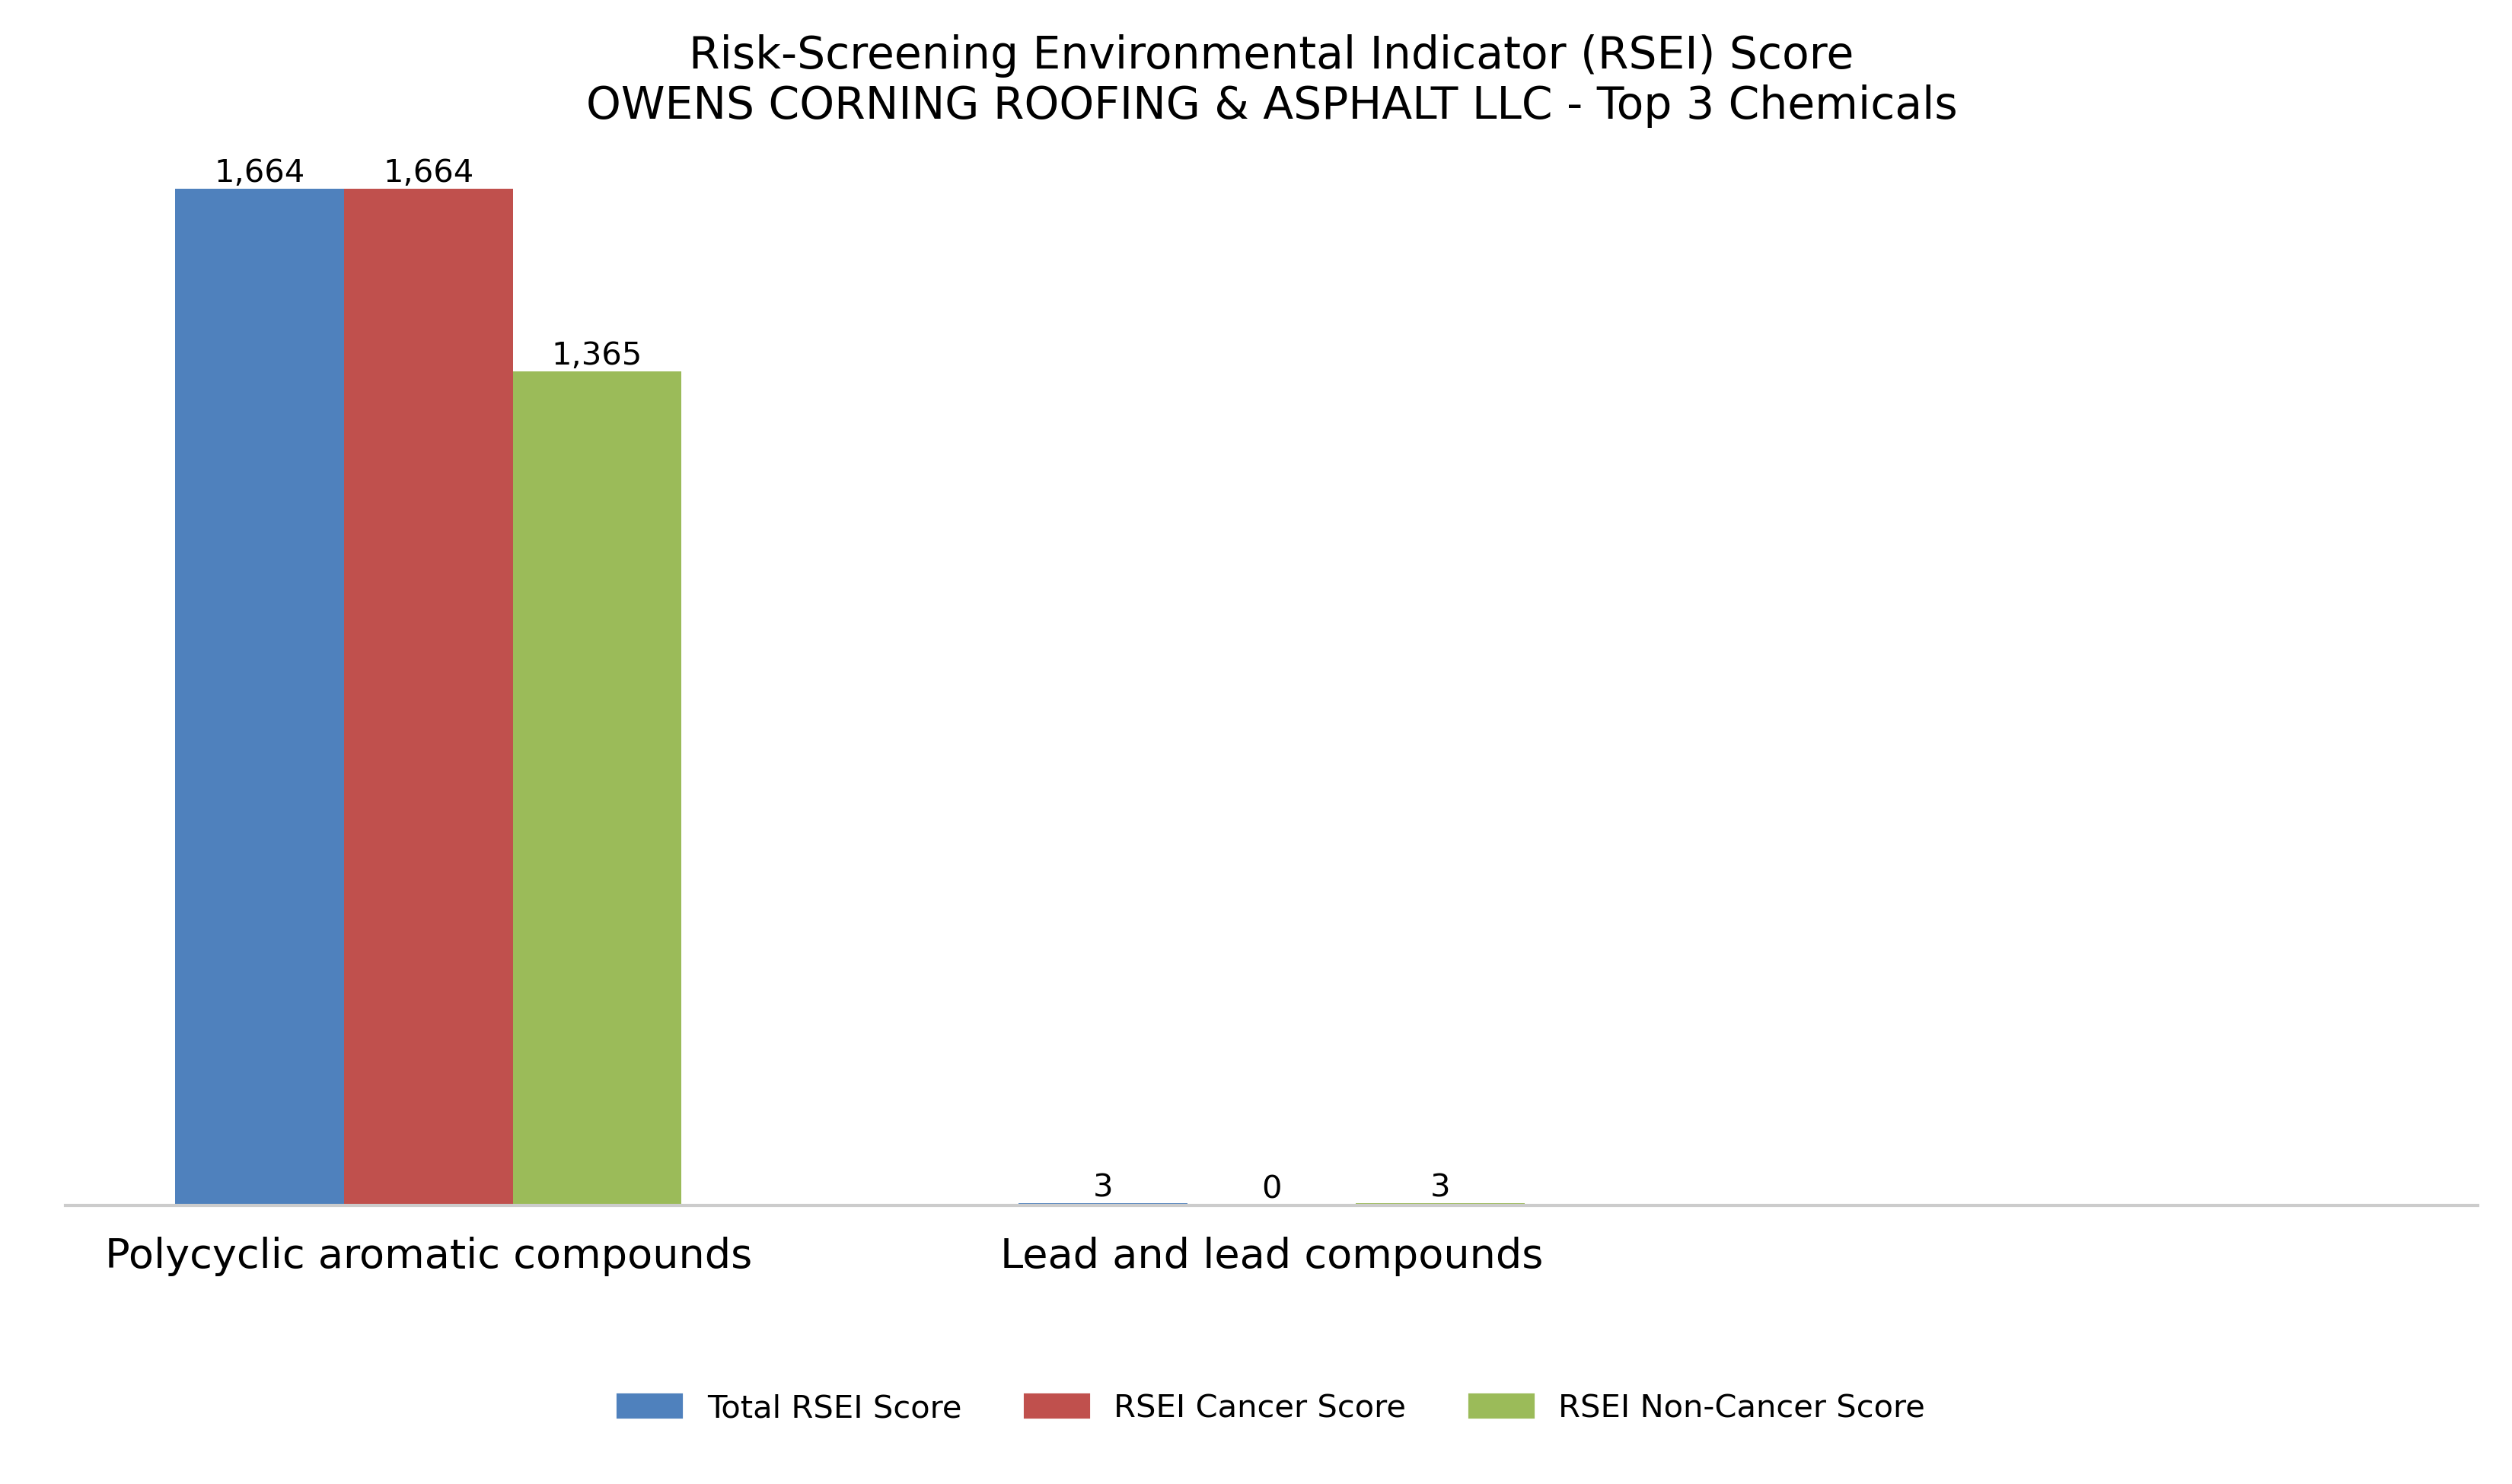 Risk-Screening Environmental Indicator (RSEI) Score
OWENS CORNING ROOFING & ASPHALT LLC - Top 3 Chemicals
1,664 1,664
1,365
3 0 3
Polycyclic aromatic compounds Lead and lead compounds
Total RSEI Score RSEI Cancer Score RSEI Non-Cancer Score